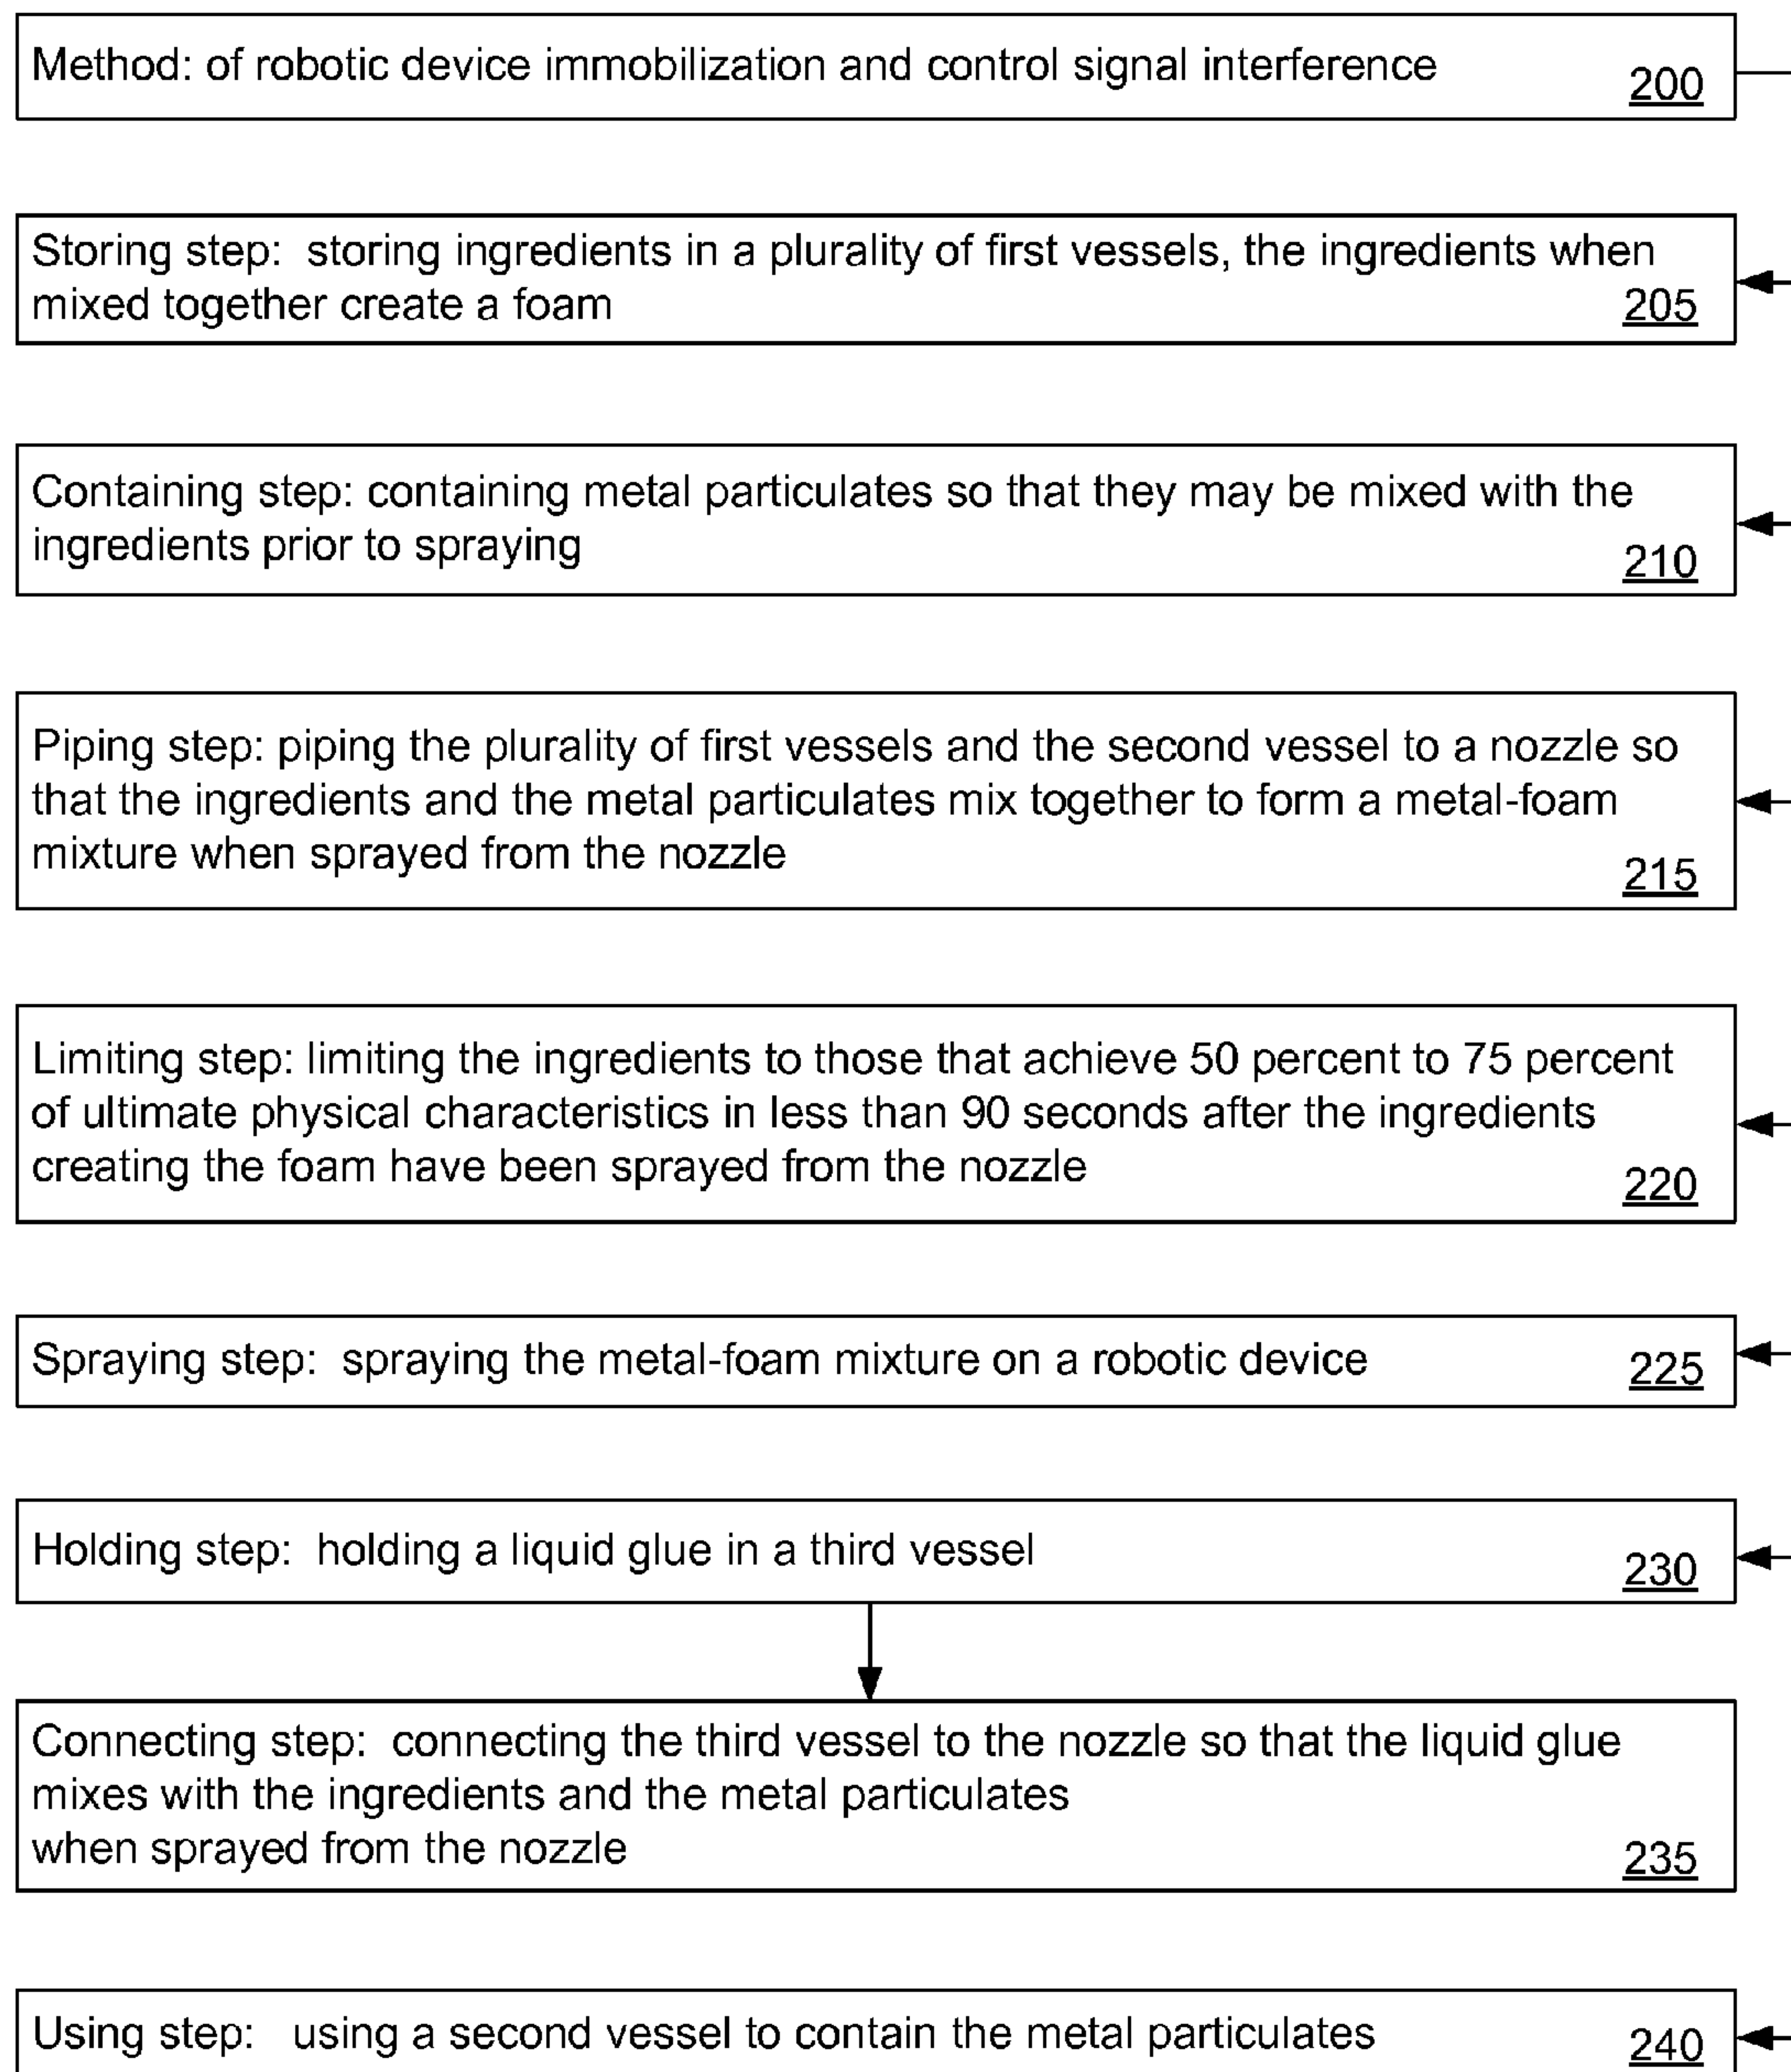 Method: of robotic device immobilization and control signal interference
200
Storing step: storing ingredients in a plurality of first vessels, the ingredients when
mixed together create a foam
205
Containing step: containing metal particulates so that they may be mixed with the
ingredients prior to spraying
210
Piping step: piping the plurality of first vessels and the second vessel to a nozzle so
that the ingredients and the metal particulates mix together to form a metal-foam
mixture when sprayed from the nozzle
215
Limiting step: limiting the ingredients to those that achieve 50 percent to 75 percent
of ultimate physical characteristics in less than 90 seconds after the ingredients
creating the foam have been sprayed from the nozzle
220
Spraying step: spraying the metal-foam mixture on a robotic device
225
Holding step: holding a liquid glue in a third vessel
230
Connecting step: connecting the third vessel to the nozzle so that the liquid glue
mixes with the ingredients and the metal particulates
when sprayed from the nozzle
235
Using step: using a second vessel to contain the metal particulates
240